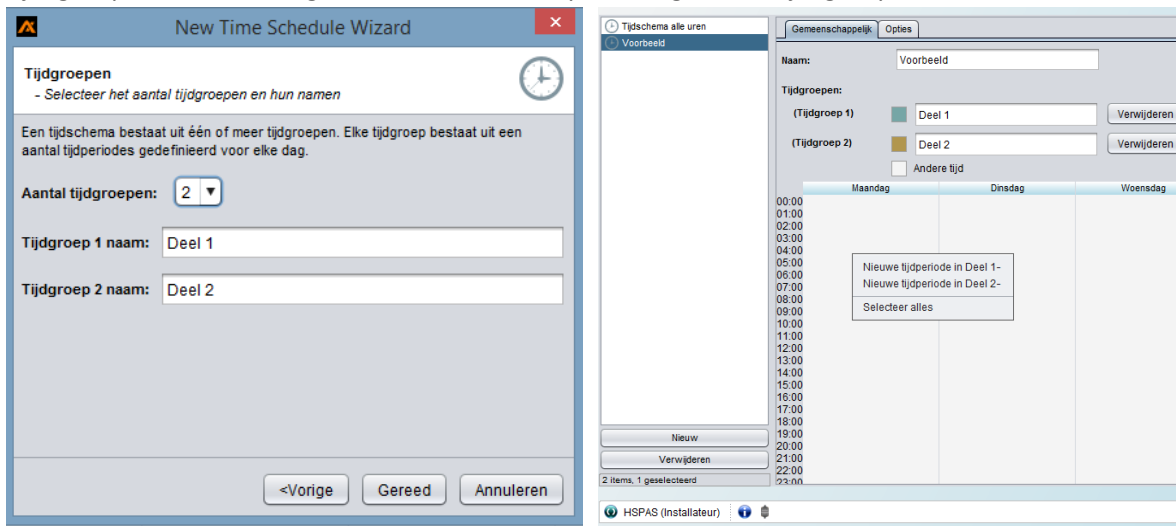 New Time Schedule Wizard
Tijdgroepen
- Selecteer het aantal tijdgroepen en hun namen
Een tijdschema bestaat uit één of meer tijdgroepen. Elke tijdgroep bestaat uit een
aantal tijdperiodes gedefinieerd voor elke dag.
Aantal tijdgroepen: 2
Tijdgroep 1 naam: Deel 1
Tijdgroep 2 naam: Deel 2
<Vorige Gereed Annuleren
Tijdschema alle uren
Voorbeeld
Nieuw
Verwijderen
2 items, 1 geselecteerd
Gemeenschappelijk Opties
Naam: Voorbeeld
Tijdgroepen:
(Tijdgroep 1) Deel 1 Verwijderen
(Tijdgroep 2) Deel 2 Verwijderen
Andere tijd
Maandag Dinsdag Woensdag
00:00
01:00
02:00
03:00
04:00
05:00
06:00
07:00
08:00
09:00
10:00
11:00
12:00
13:00
14:00
15:00
16:00
17:00
18:00
19:00
20:00
21:00
22:00
23:00
Nieuwe tijdperiode in Deel 1-
Nieuwe tijdperiode in Deel 2-
Selecteer alles
HSPAS (Installateur)